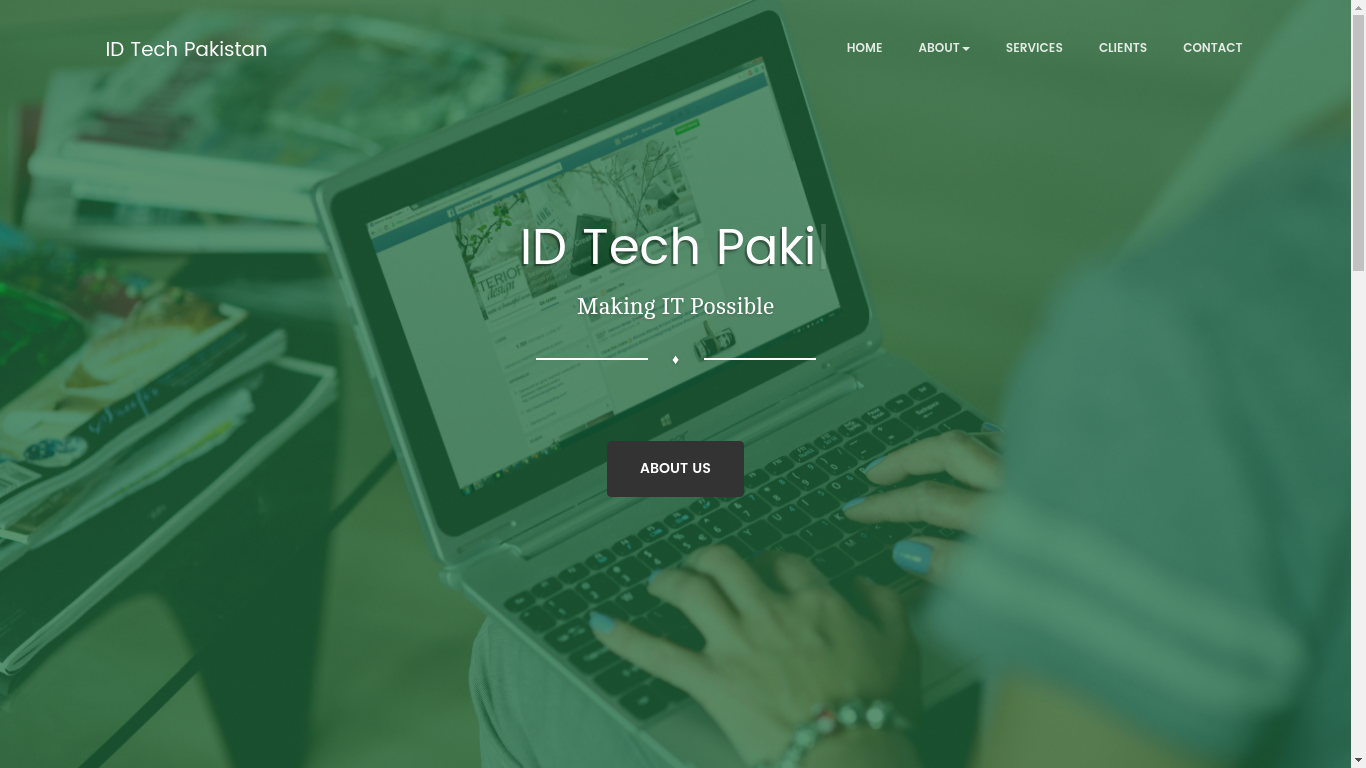 ID Tech Pakistan
HOME
ABOUT
SERVICES
CLIENTS
CONTACT
ID Tech Paki
Making IT Possible
ABOUT US